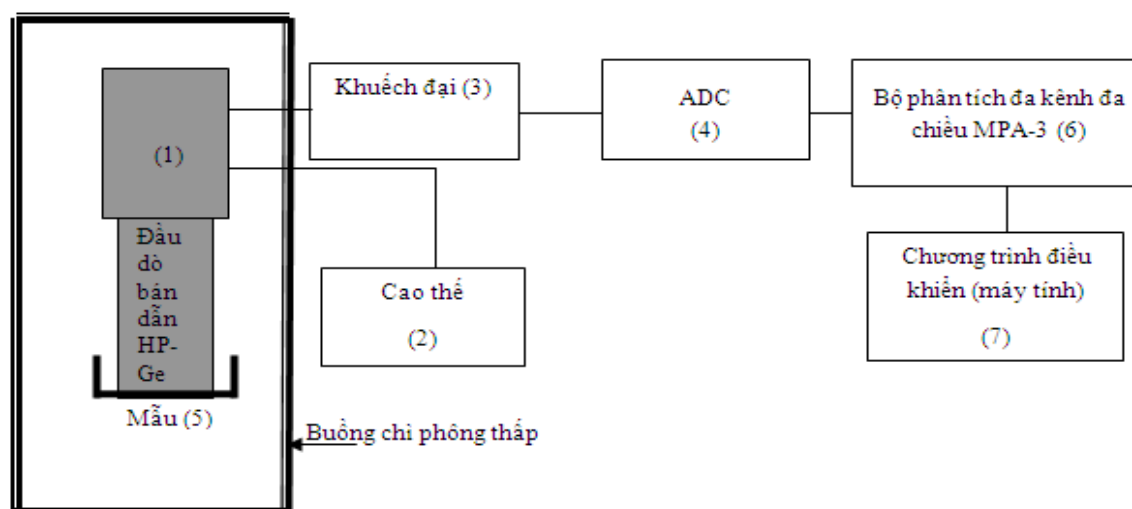 (1)
Đầu
dò
bán
dẫn
HP-
Ge
Mẫu (5)
Khuếch đại (3)
Cao thế
(2)
ADC
(4)
Bộ phân tích đa kênh đa
chiều MPA-3 (6)
Chương trình điều
khiển (máy tính)
(7)
Buồng chì phông thấp